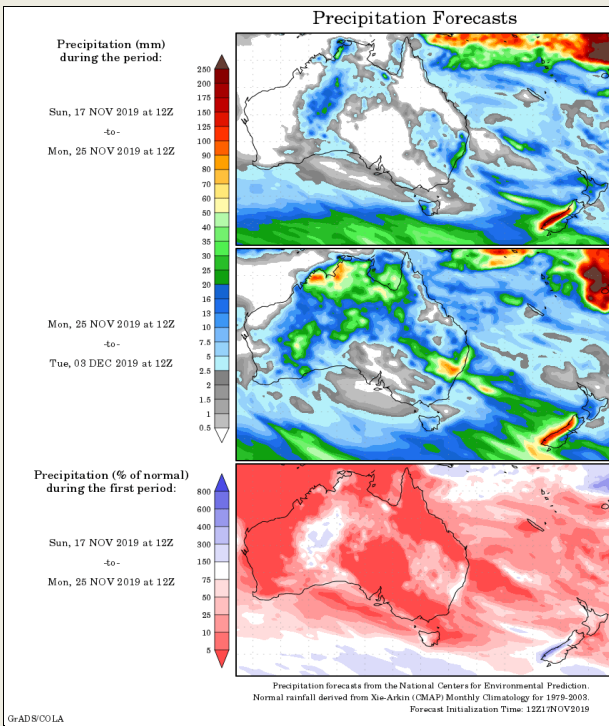 Precipitation Forecasts
Precipitation (mm)
during the period:
Sun, 17 NOV 2019 at 12Z
-to-
Mon, 25 NOV 2019 at 12Z
250
200
175
150
125
100
90
80
70
60
50
40
35
30
25
20
16
13
10
7.5
5
2.5
2
1.5
1
0.5
Mon, 25 NOV 2019 at 12Z
-to-
Tue, 03 DEC 2019 at 12Z
Precipitation (% of normal)
during the first period:
Sun, 17 NOV 2019 at 12Z
-to-
Mon, 25 NOV 2019 at 12Z
800
600
400
300
150
75
50
25
10
5
Precipitation forecasts from the National Centers for Environmental Prediction.
Normal rainfall derived from Xie-Arkin (CMAP) Monthly Climatology for 1979-2003.
Forecast Initialization Time: 12Z17NOV2019
GrADS/COLA